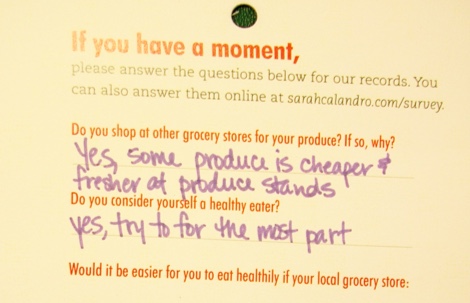 If you have a moment,
please answer the questions below for our records. You
can also answer them online at sarahcalandro.com/survey.
Do you shop at other grocery stores for your produce? If so, why?
Yes, some produce is cheaper &
fresher at produce stands
Do you consider yourself a healthy eater?
yes, try to for the most part
Would it be easier for you to eat healthily if your local grocery store: